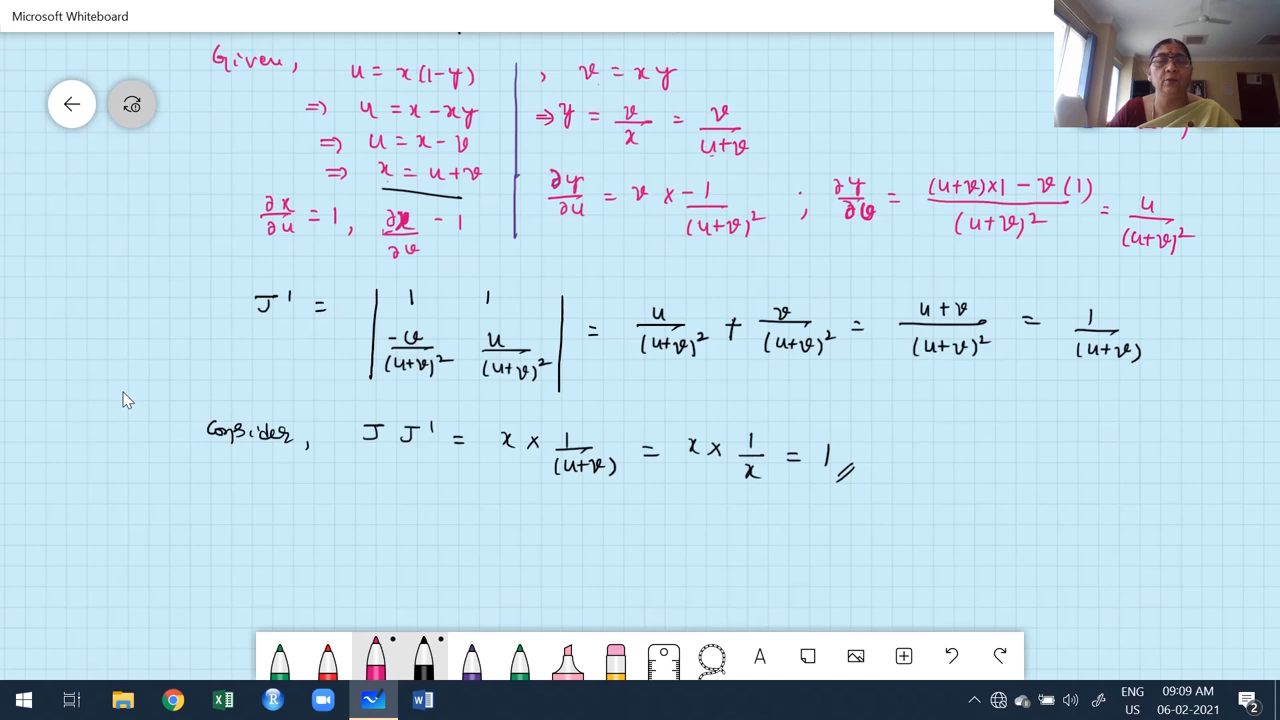 Microsoft Whiteboard
Given, u = x(1-y) , v = xy
⇒ u = x - xy ⇒ y = v/x = v/(u+v)
⇒ u = x - v
⇒ x = u+v
∂x/∂u = 1, ∂x/∂v - 1
∂y/∂u = v × -1/(u+v)² ; ∂y/∂v = ((u+v)×1 - v(1))/(u+v)² = u/(u+v)²
J' = | 1 1 |
| -v/(u+v)² u/(u+v)² | = u/(u+v)² + v/(u+v)² = (u+v)/(u+v)² = 1/(u+v)
Consider, J J' = x × 1/(u+v) = x × 1/x = 1
A
ENG 09:09 AM
US 06-02-2021 2